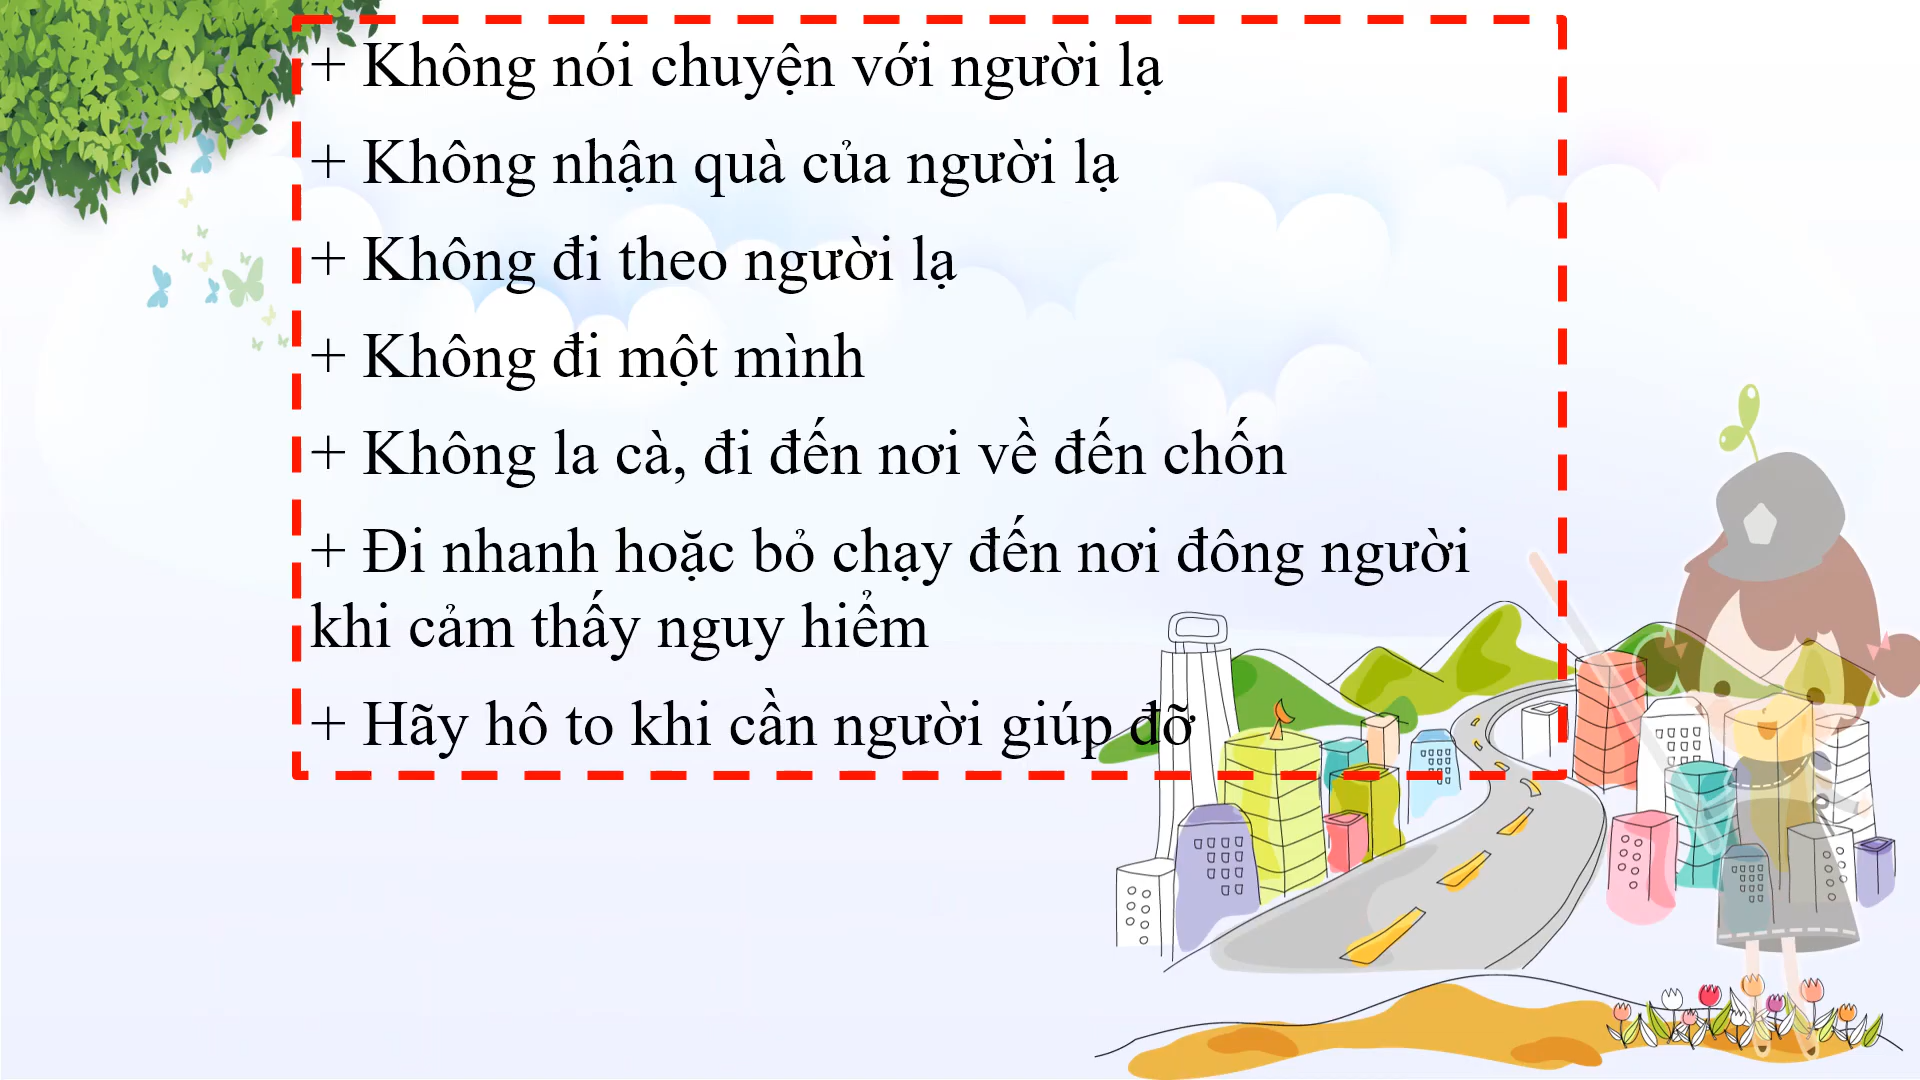 + Không nói chuyện với người lạ
+ Không nhận quà của người lạ
+ Không đi theo người lạ
+ Không đi một mình
+ Không la cà, đi đến nơi về đến chốn
+ Đi nhanh hoặc bỏ chạy đến nơi đông người
khi cảm thấy nguy hiểm
+ Hãy hô to khi cần người giúp đỡ